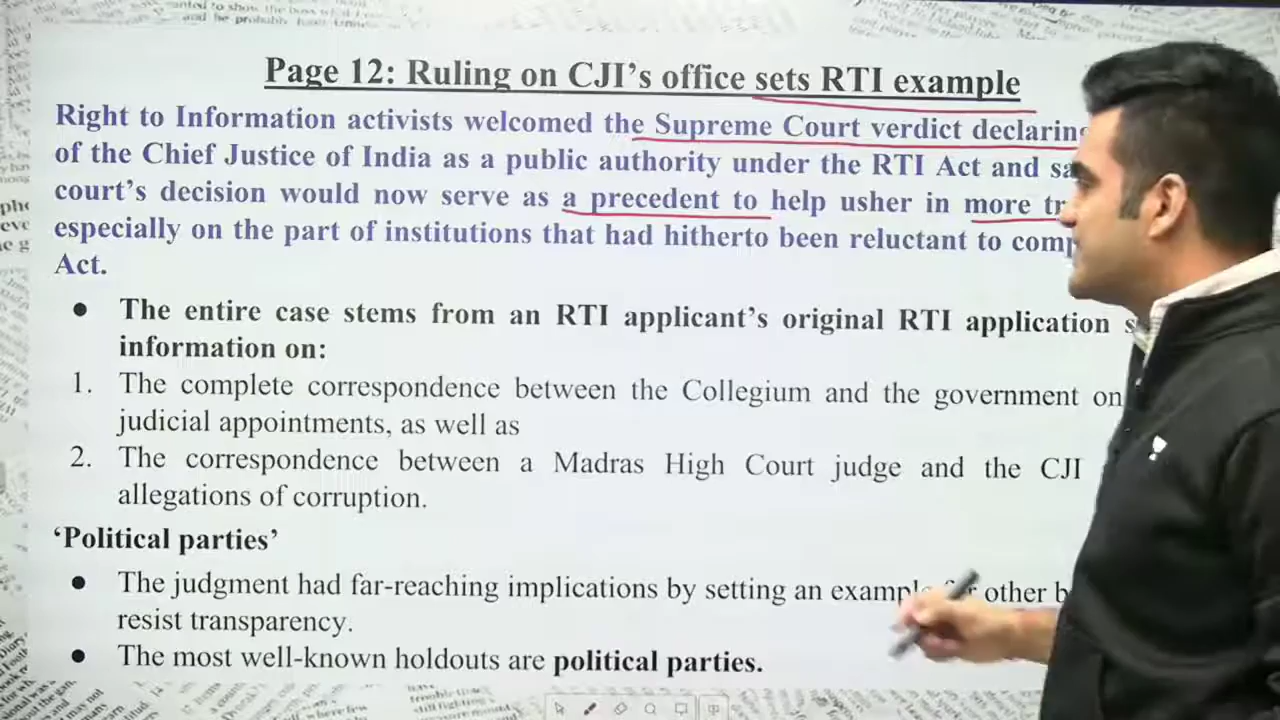 Page 12: Ruling on CJI's office sets RTI example
Right to Information activists welcomed the Supreme Court verdict declaring
of the Chief Justice of India as a public authority under the RTI Act and
court's decision would now serve as a precedent to help usher in more
especially on the part of institutions that had hitherto been reluctant to
Act.
● The entire case stems from an RTI applicant's original RTI application
information on:
1. The complete correspondence between the Collegium and the government on
judicial appointments, as well as
2. The correspondence between a Madras High Court judge and the CJI
allegations of corruption.
‘Political parties’
● The judgment had far-reaching implications by setting an example other
resist transparency.
● The most well-known holdouts are political parties.